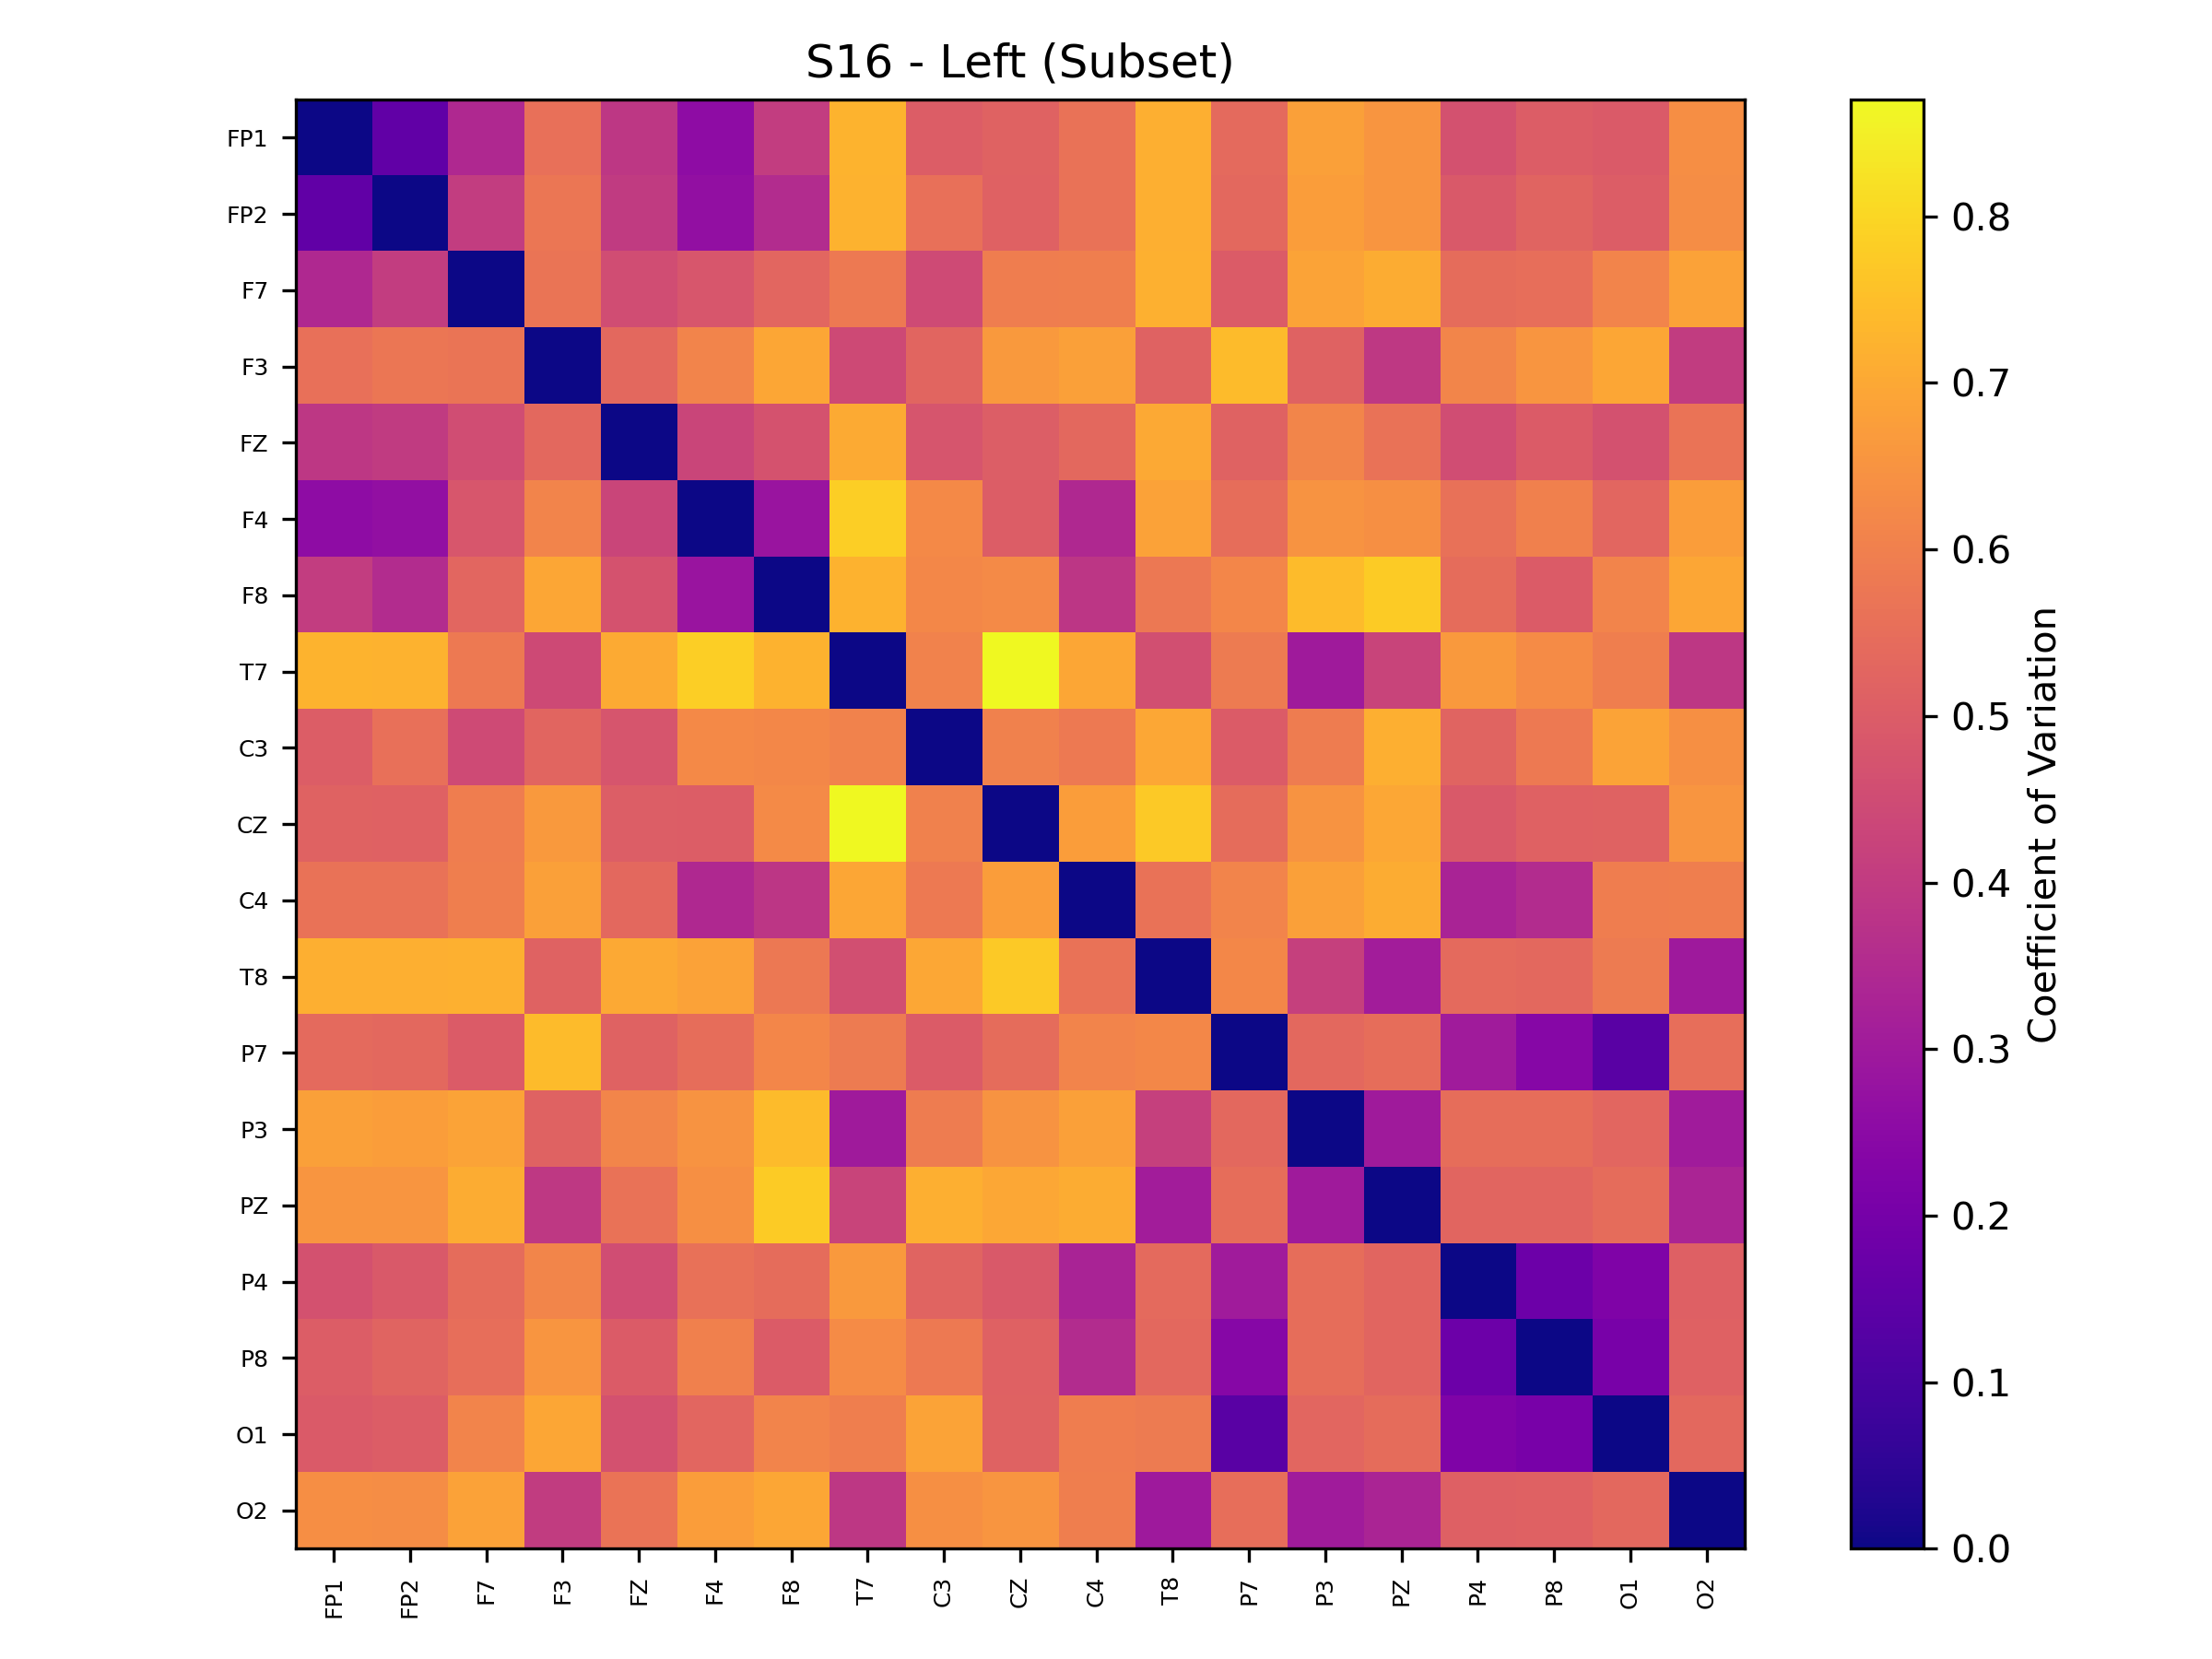 S16 - Left (Subset)
FP1
FP2
F7
F3
FZ
F4
F8
T7
C3
CZ
C4
T8
P7
P3
PZ
P4
P8
O1
O2
FP1 FP2 F7 F3 FZ F4 F8 T7 C3 CZ C4 T8 P7 P3 PZ P4 P8 O1 O2
0.8
0.7
0.6
0.5
0.4
0.3
0.2
0.1
0.0
Coefficient of Variation